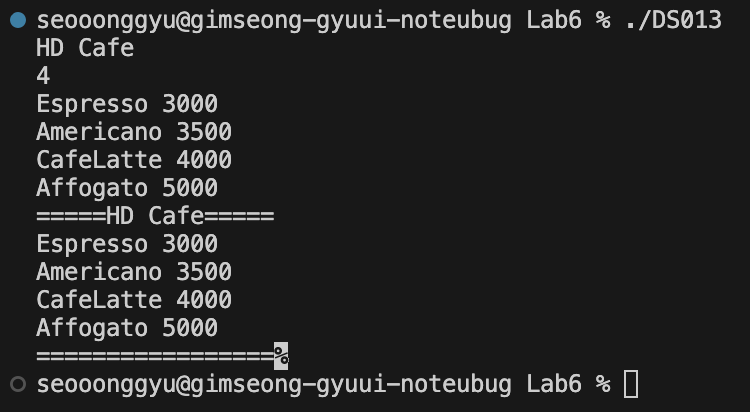 seooonggyu@gimseong-gyuui-noteubug Lab6 % ./DS013
HD Cafe
4
Espresso 3000
Americano 3500
CafeLatte 4000
Affogato 5000
=====HD Cafe=====
Espresso 3000
Americano 3500
CafeLatte 4000
Affogato 5000
=================%
seooonggyu@gimseong-gyuui-noteubug Lab6 %